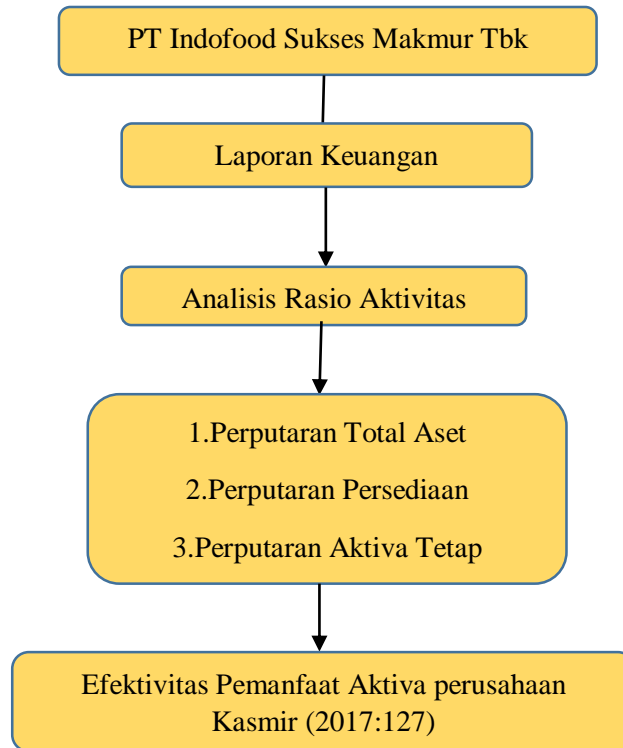 PT Indofood Sukses Makmur Tbk
Laporan Keuangan
Analisis Rasio Aktivitas
1.Perputaran Total Aset
2.Perputaran Persediaan
3.Perputaran Aktiva Tetap
Efektivitas Pemanfaat Aktiva perusahaan
Kasmir (2017:127)